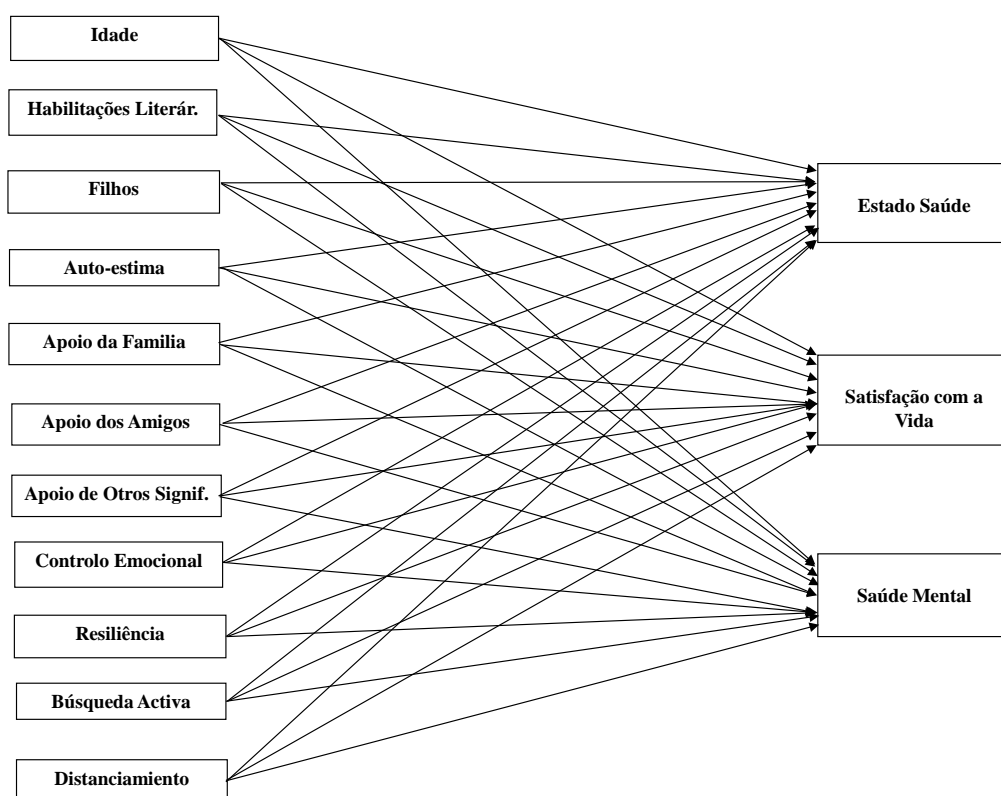 Idade
Habilitações Literár.
Filhos
Auto-estima
Apoio da Familia
Apoio dos Amigos
Apoio de Otros Signif.
Controlo Emocional
Resiliência
Búsqueda Activa
Distanciamiento
Estado Saúde
Satisfação com a
Vida
Saúde Mental